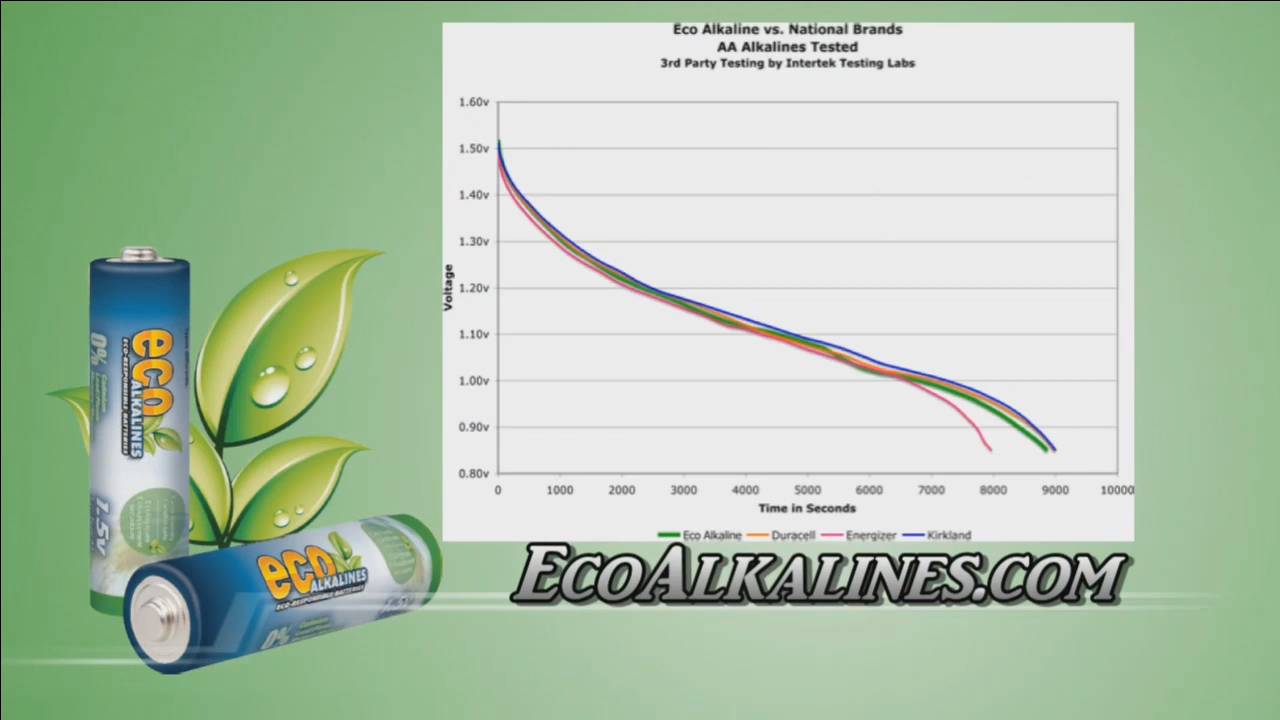 Eco Alkaline vs. National Brands
AA Alkalines Tested
3rd Party Testing by Intertek Testing Labs
1.60v
1.50v
1.40v
1.30v
1.20v
1.10v
1.00v
0.90v
0.80v
Voltage
0 1000 2000 3000 4000 5000 6000 7000 8000 9000 10000
Time in Seconds
Eco Alkaline Duracell Energizer Kirkland
ECOALKALINES.COM
eco
ALKALINES
ECO-RESPONSIBLE BATTERIES
0%
1.5v
eco
ALKALINES
ECO-RESPONSIBLE BATTERIES
0%
1.5v